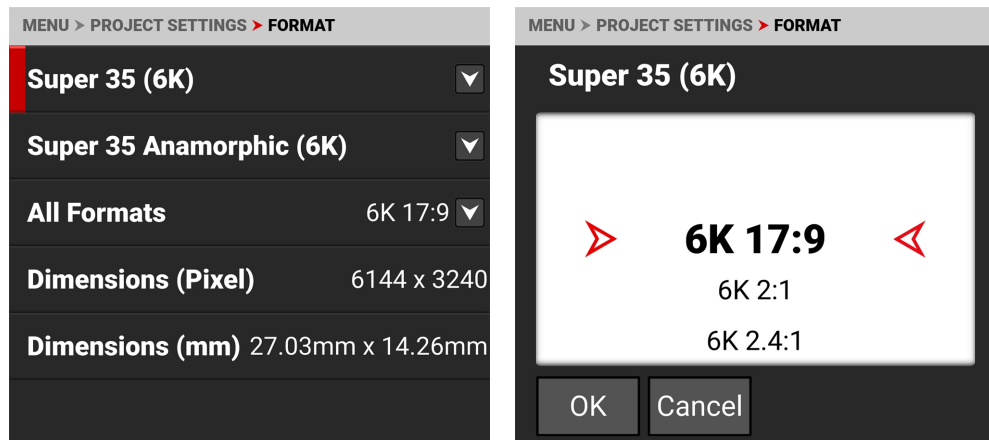 MENU > PROJECT SETTINGS > FORMAT
Super 35 (6K)
Super 35 Anamorphic (6K)
All Formats 6K 17:9
Dimensions (Pixel) 6144 x 3240
Dimensions (mm) 27.03mm x 14.26mm
MENU > PROJECT SETTINGS > FORMAT
Super 35 (6K)
6K 17:9
6K 2:1
6K 2.4:1
OK Cancel